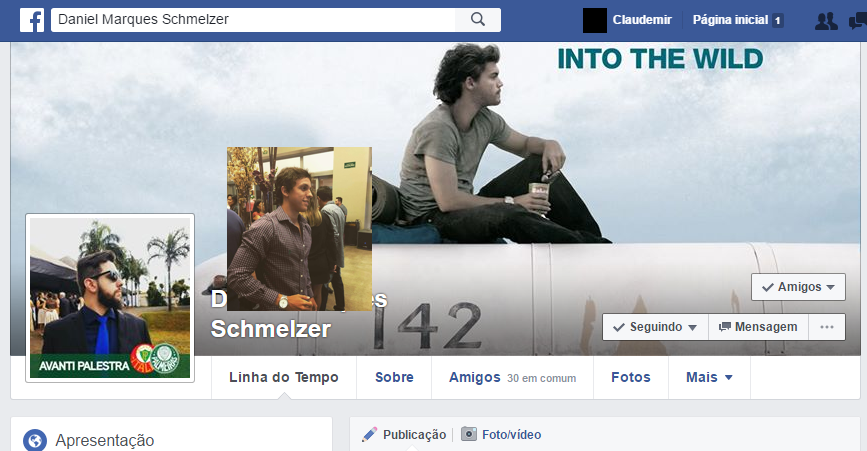 f Daniel Marques Schmelzer
Claudemir Página inicial 1
INTO THE WILD
142
D es
Schmelzer
AVANTI PALESTRA
Amigos
Seguindo Mensagem ...
Linha do Tempo Sobre Amigos 30 em comum Fotos Mais
Apresentação
Publicação Foto/vídeo